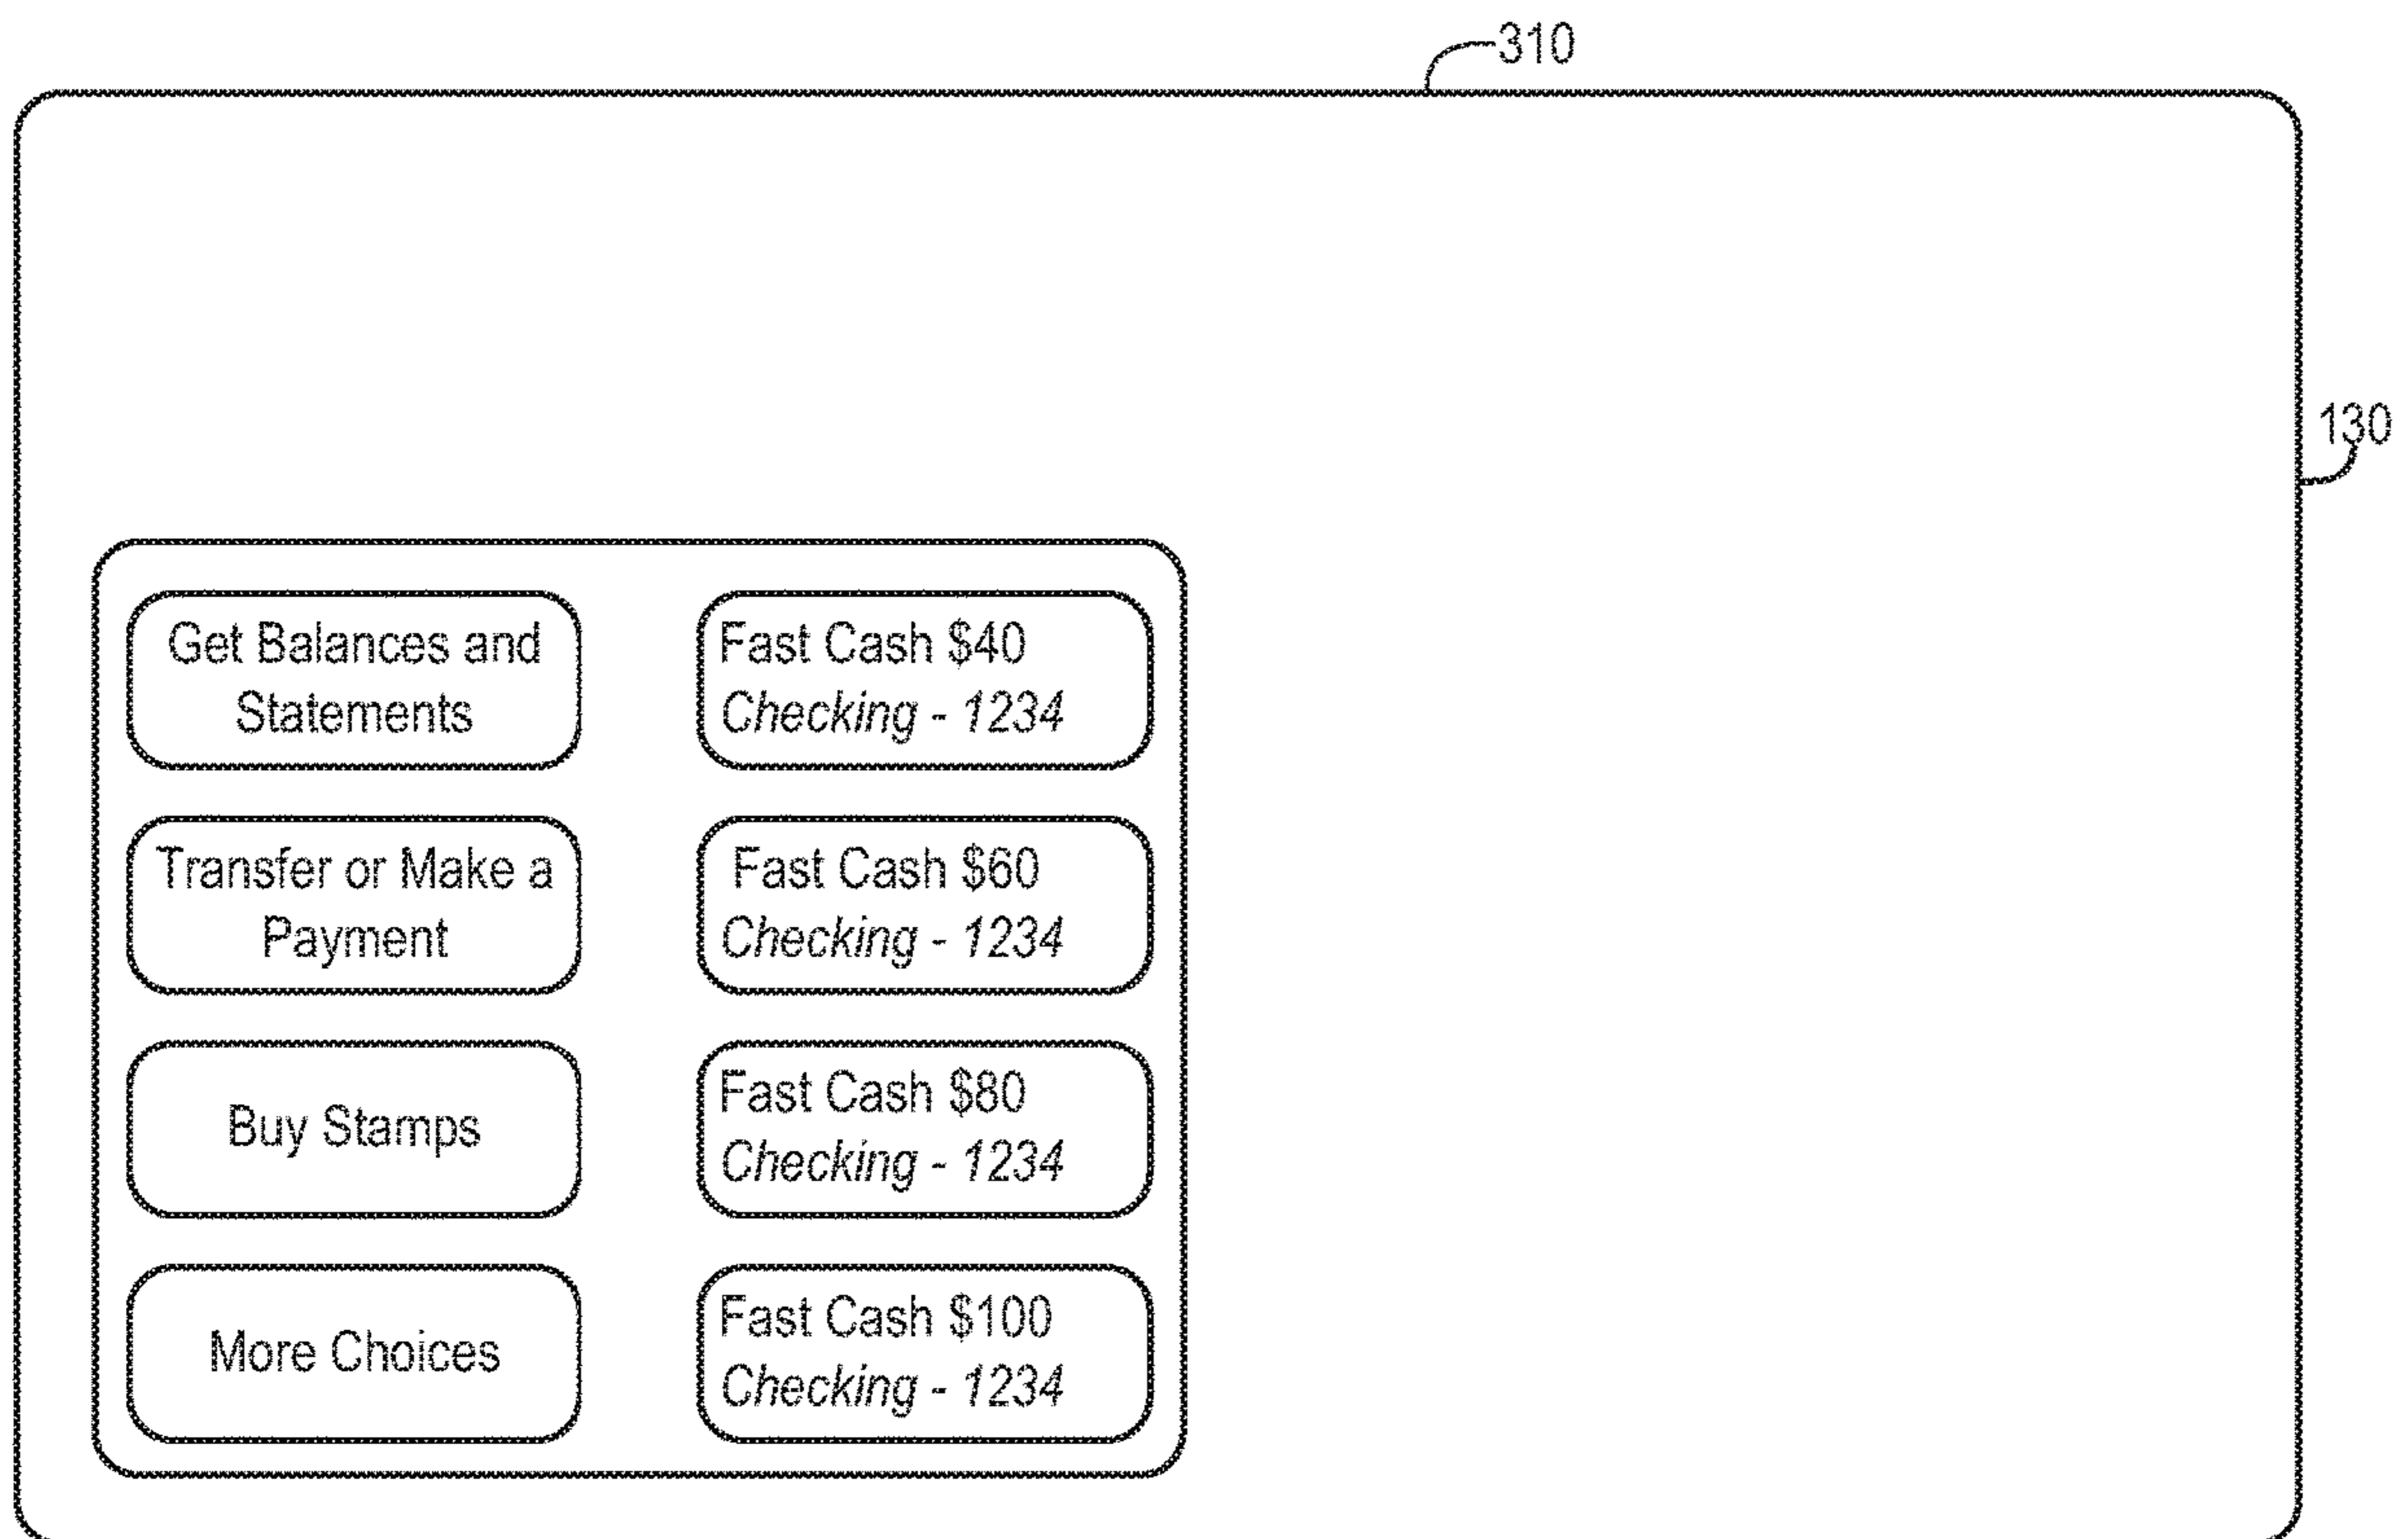 310
130
Get Balances and
Statements
Fast Cash $40
Checking - 1234
Transfer or Make a
Payment
Fast Cash $60
Checking - 1234
Buy Stamps
Fast Cash $80
Checking - 1234
More Choices
Fast Cash $100
Checking - 1234